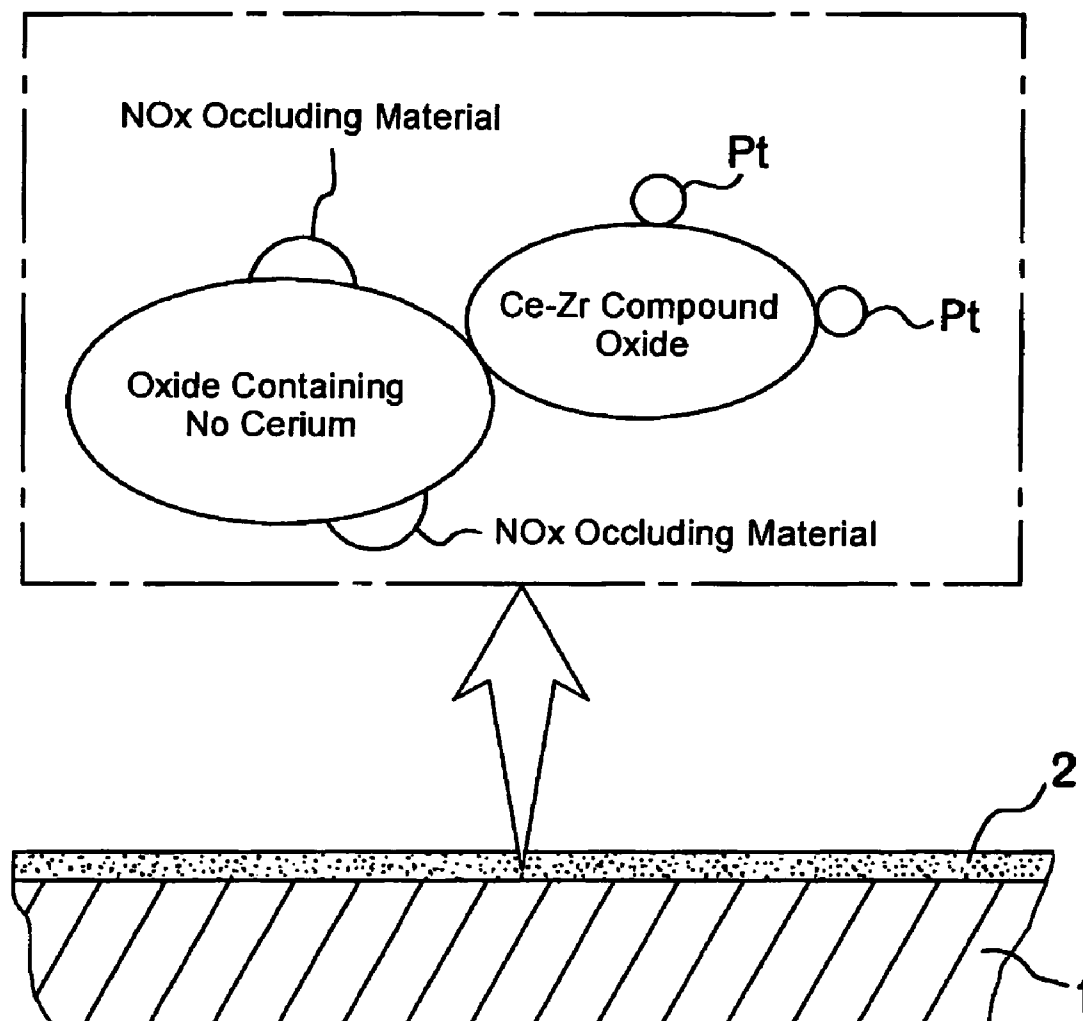 NOx Occluding Material
Pt
Ce-Zr Compound
Oxide
Pt
Oxide Containing
No Cerium
NOx Occluding Material
2
1